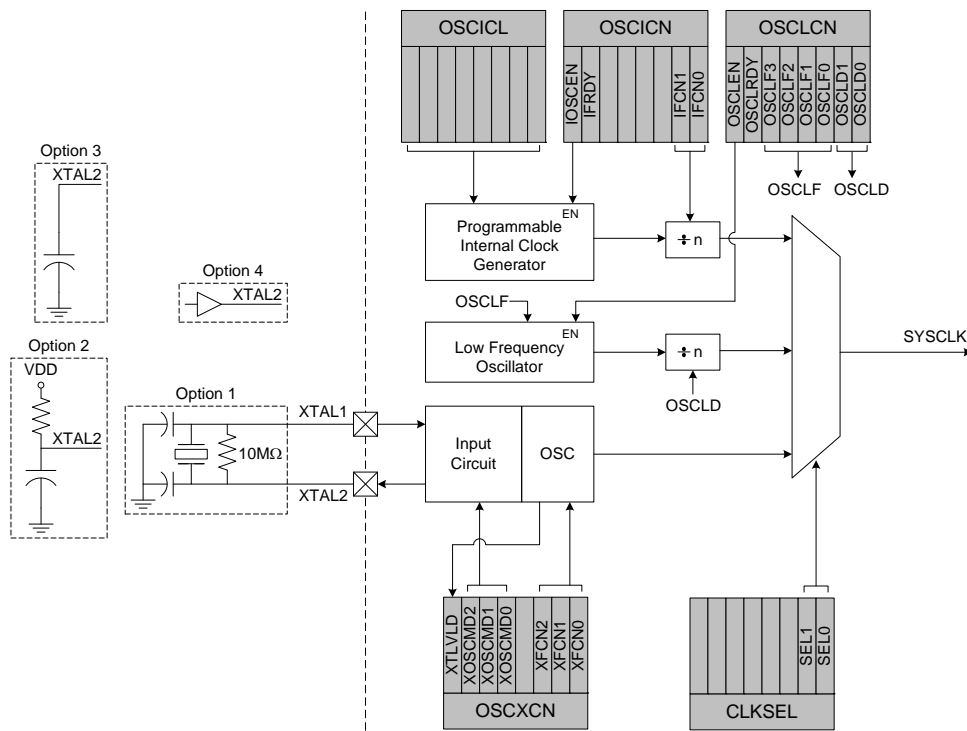 OSCICL
OSCICN
OSCLCN
IOSCEN
IFRDY
IFCN1
IFCN0
OSCLEN
OSCLRDY
OSCLF3
OSCLF2
OSCLF1
OSCLF0
OSCLD1
OSCLD0
OSCLF
OSCLD
Option 3
XTAL2
Option 4
XTAL2
EN
Programmable
Internal Clock
Generator
÷ n
OSCLF
EN
Low Frequency
Oscillator
÷ n
OSCLD
SYSCLK
Option 2
VDD
XTAL2
Option 1
10MΩ
XTAL1
XTAL2
Input
Circuit
OSC
XTLVLD
XOSCMD2
XOSCMD1
XOSCMD0
XFCN2
XFCN1
XFCN0
OSCXCN
SEL1
SEL0
CLKSEL